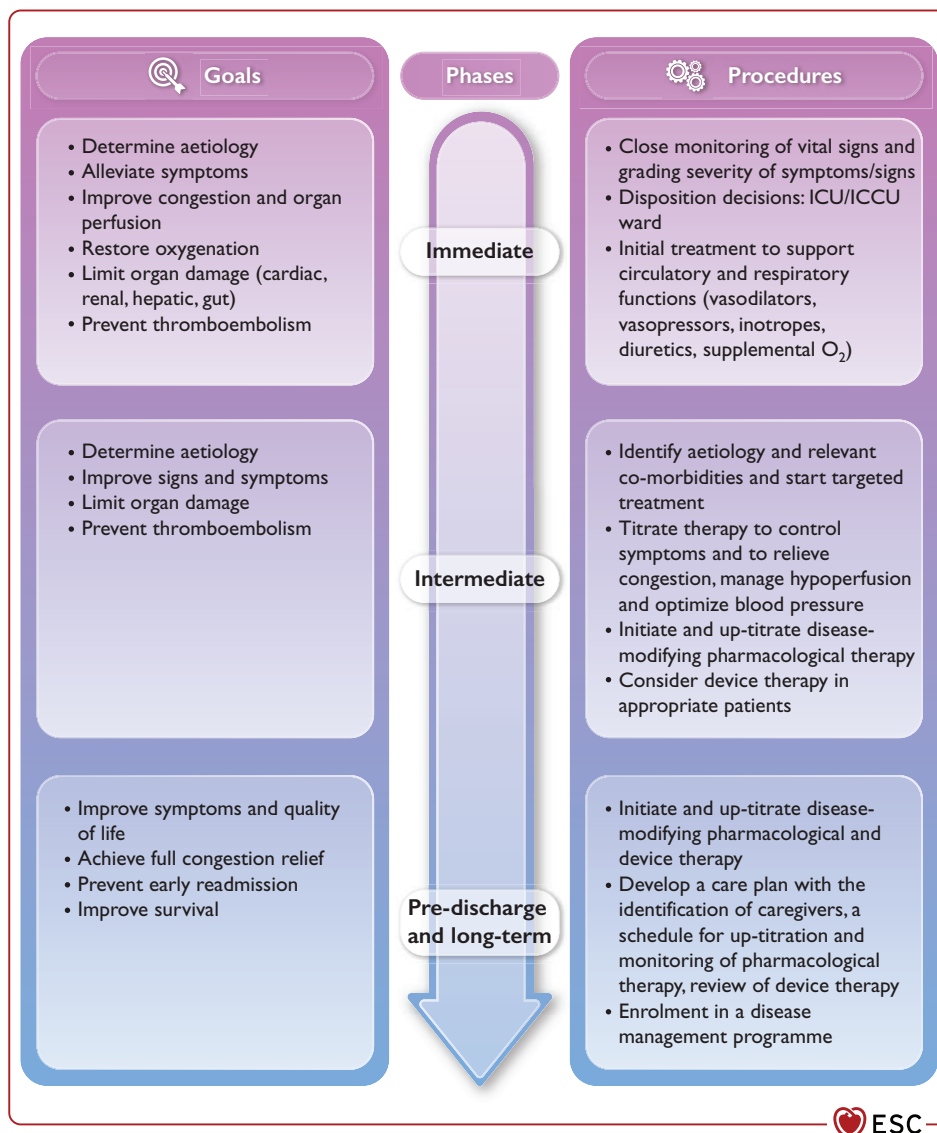 Goals
Phases
Procedures
• Determine aetiology
• Alleviate symptoms
• Improve congestion and organ
perfusion
• Restore oxygenation
• Limit organ damage (cardiac,
renal, hepatic, gut)
• Prevent thromboembolism
Immediate
• Close monitoring of vital signs and
grading severity of symptoms/signs
• Disposition decisions: ICU/ICCU
ward
• Initial treatment to support
circulatory and respiratory
functions (vasodilators,
vasopressors, inotropes,
diuretics, supplemental O₂)
• Determine aetiology
• Improve signs and symptoms
• Limit organ damage
• Prevent thromboembolism
Intermediate
• Identify aetiology and relevant
co-morbidities and start targeted
treatment
• Titrate therapy to control
symptoms and to relieve
congestion, manage hypoperfusion
and optimize blood pressure
• Initiate and up-titrate disease-
modifying pharmacological therapy
• Consider device therapy in
appropriate patients
• Improve symptoms and quality
of life
• Achieve full congestion relief
• Prevent early readmission
• Improve survival
Pre-discharge
and long-term
• Initiate and up-titrate disease-
modifying pharmacological and
device therapy
• Develop a care plan with the
identification of caregivers, a
schedule for up-titration and
monitoring of pharmacological
therapy, review of device therapy
• Enrolment in a disease
management programme
ESC